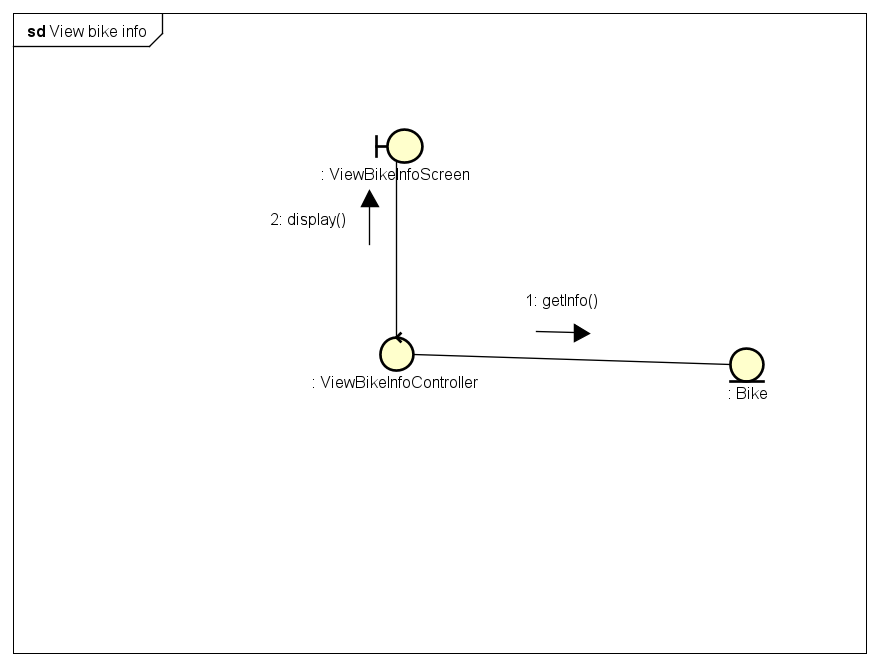 sd View bike info
: ViewBikeInfoScreen
2: display()
1: getInfo()
: ViewBikeInfoController
: Bike